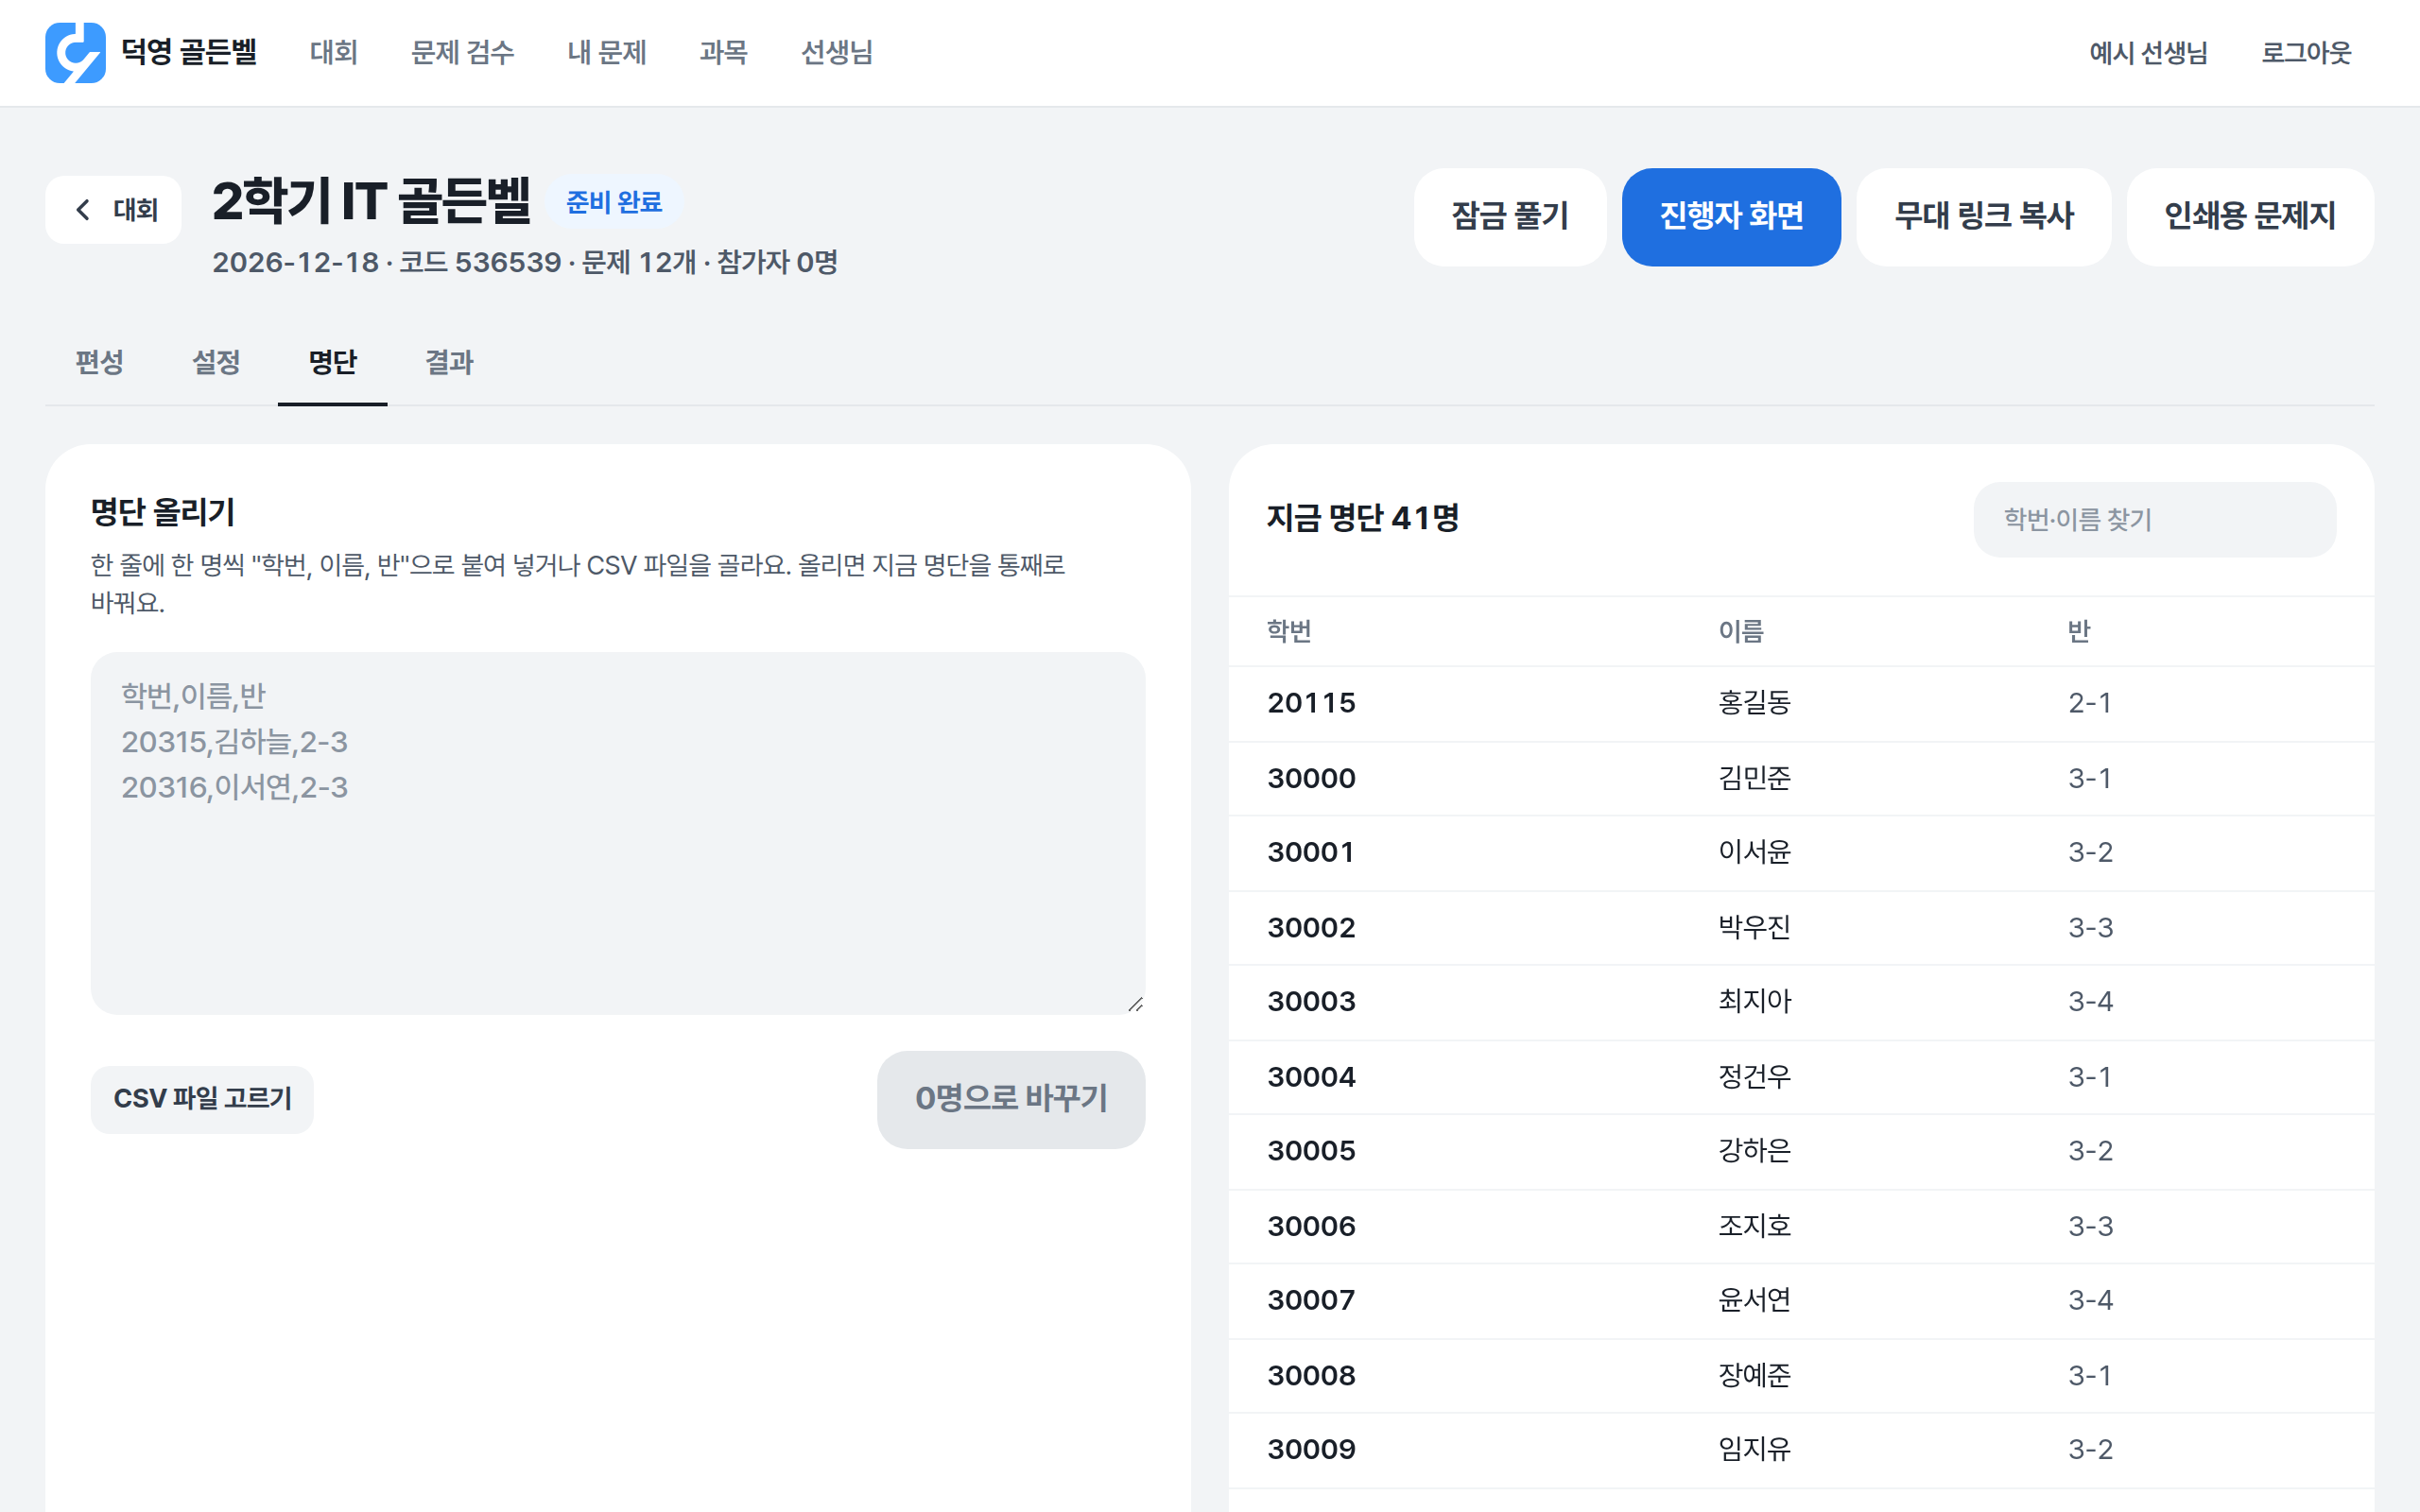 덕영 골든벨
대회
문제 검수
내 문제
과목
선생님
예시 선생님
로그아웃
대회
2학기 IT 골든벨
준비 완료
2026-12-18 · 코드 536539 · 문제 12개 · 참가자 0명
잠금 풀기
진행자 화면
무대 링크 복사
인쇄용 문제지
편성
설정
명단
결과
명단 올리기
한 줄에 한 명씩 "학번, 이름, 반"으로 붙여 넣거나 CSV 파일을 골라요. 올리면 지금 명단을 통째로
바꿔요.
학번,이름,반
20315,김하늘,2-3
20316,이서연,2-3
CSV 파일 고르기
0명으로 바꾸기
지금 명단 41명
학번·이름 찾기
학번 이름 반
20115 홍길동 2-1
30000 김민준 3-1
30001 이서윤 3-2
30002 박우진 3-3
30003 최지아 3-4
30004 정건우 3-1
30005 강하은 3-2
30006 조지호 3-3
30007 윤서연 3-4
30008 장예준 3-1
30009 임지유 3-2